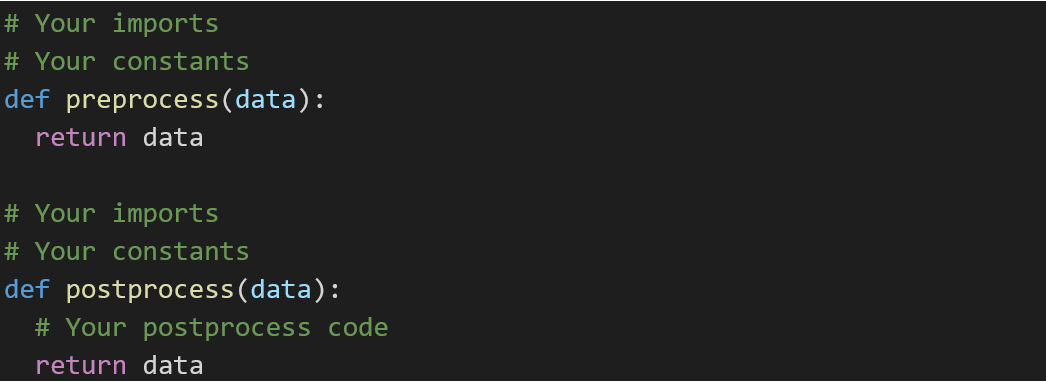 # Your imports
# Your constants
def preprocess(data):
  return data

# Your imports
# Your constants
def postprocess(data):
  # Your postprocess code
  return data